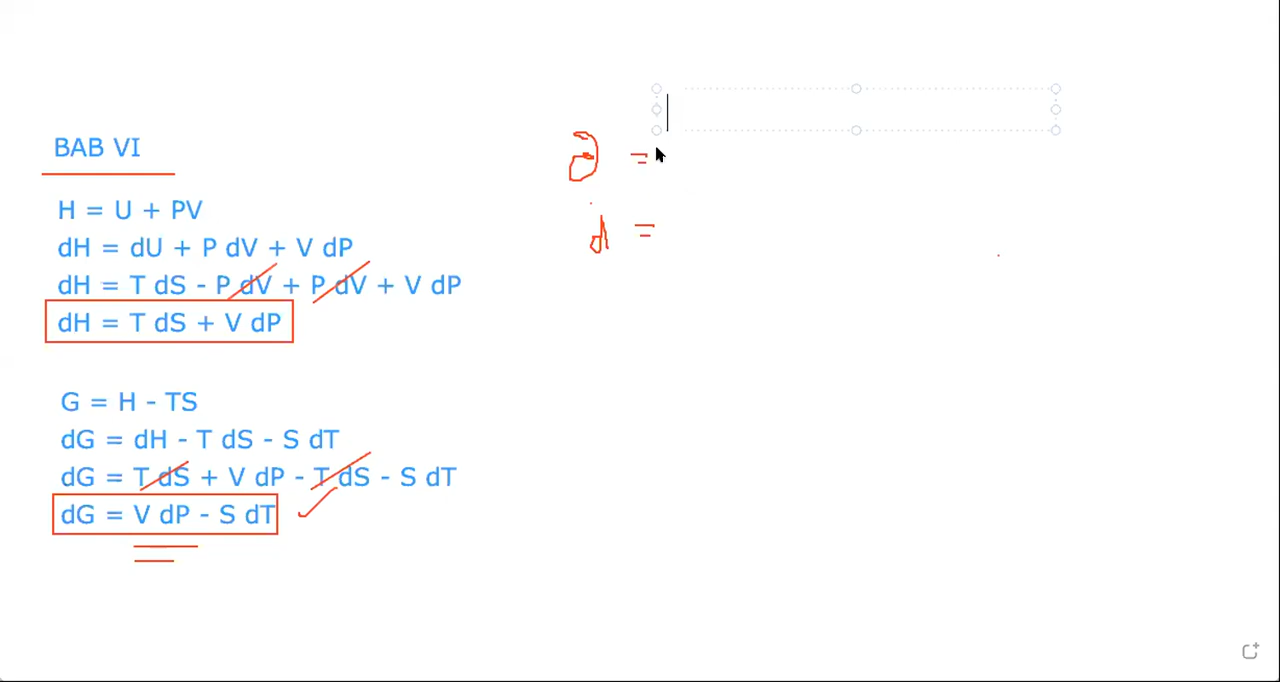 BAB VI
H = U + PV
dH = dU + P dV + V dP
dH = T dS - P dV + P dV + V dP
dH = T dS + V dP
G = H - TS
dG = dH - T dS - S dT
dG = T dS + V dP - T dS - S dT
dG = V dP - S dT
∂ =
d =